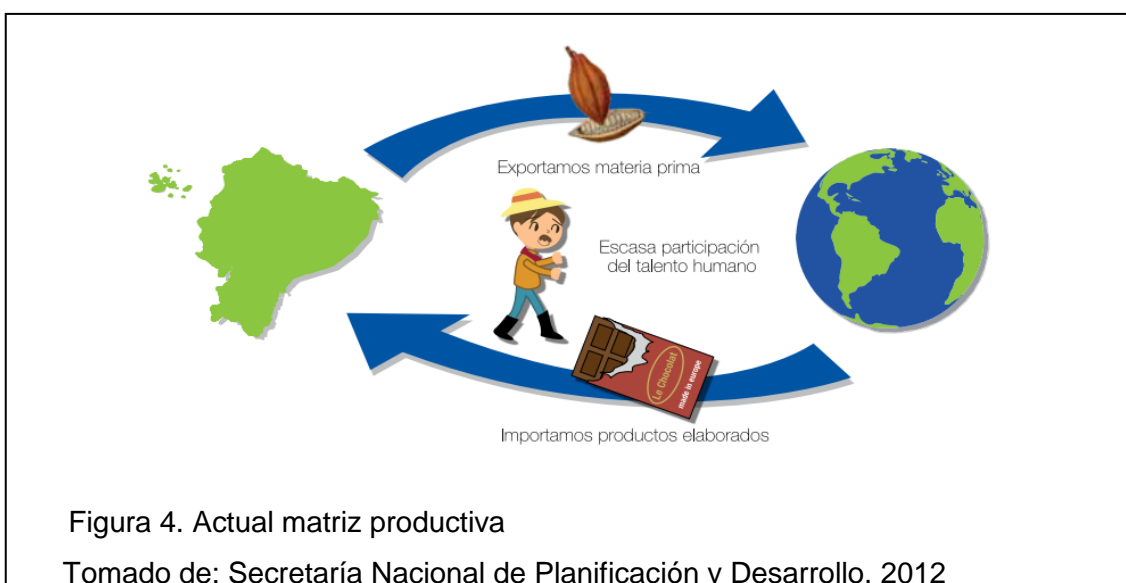 Exportamos materia prima
Escasa participación
del talento humano
Le Chocolat
made in europe
Importamos productos elaborados
Figura 4. Actual matriz productiva
Tomado de: Secretaría Nacional de Planificación y Desarrollo, 2012